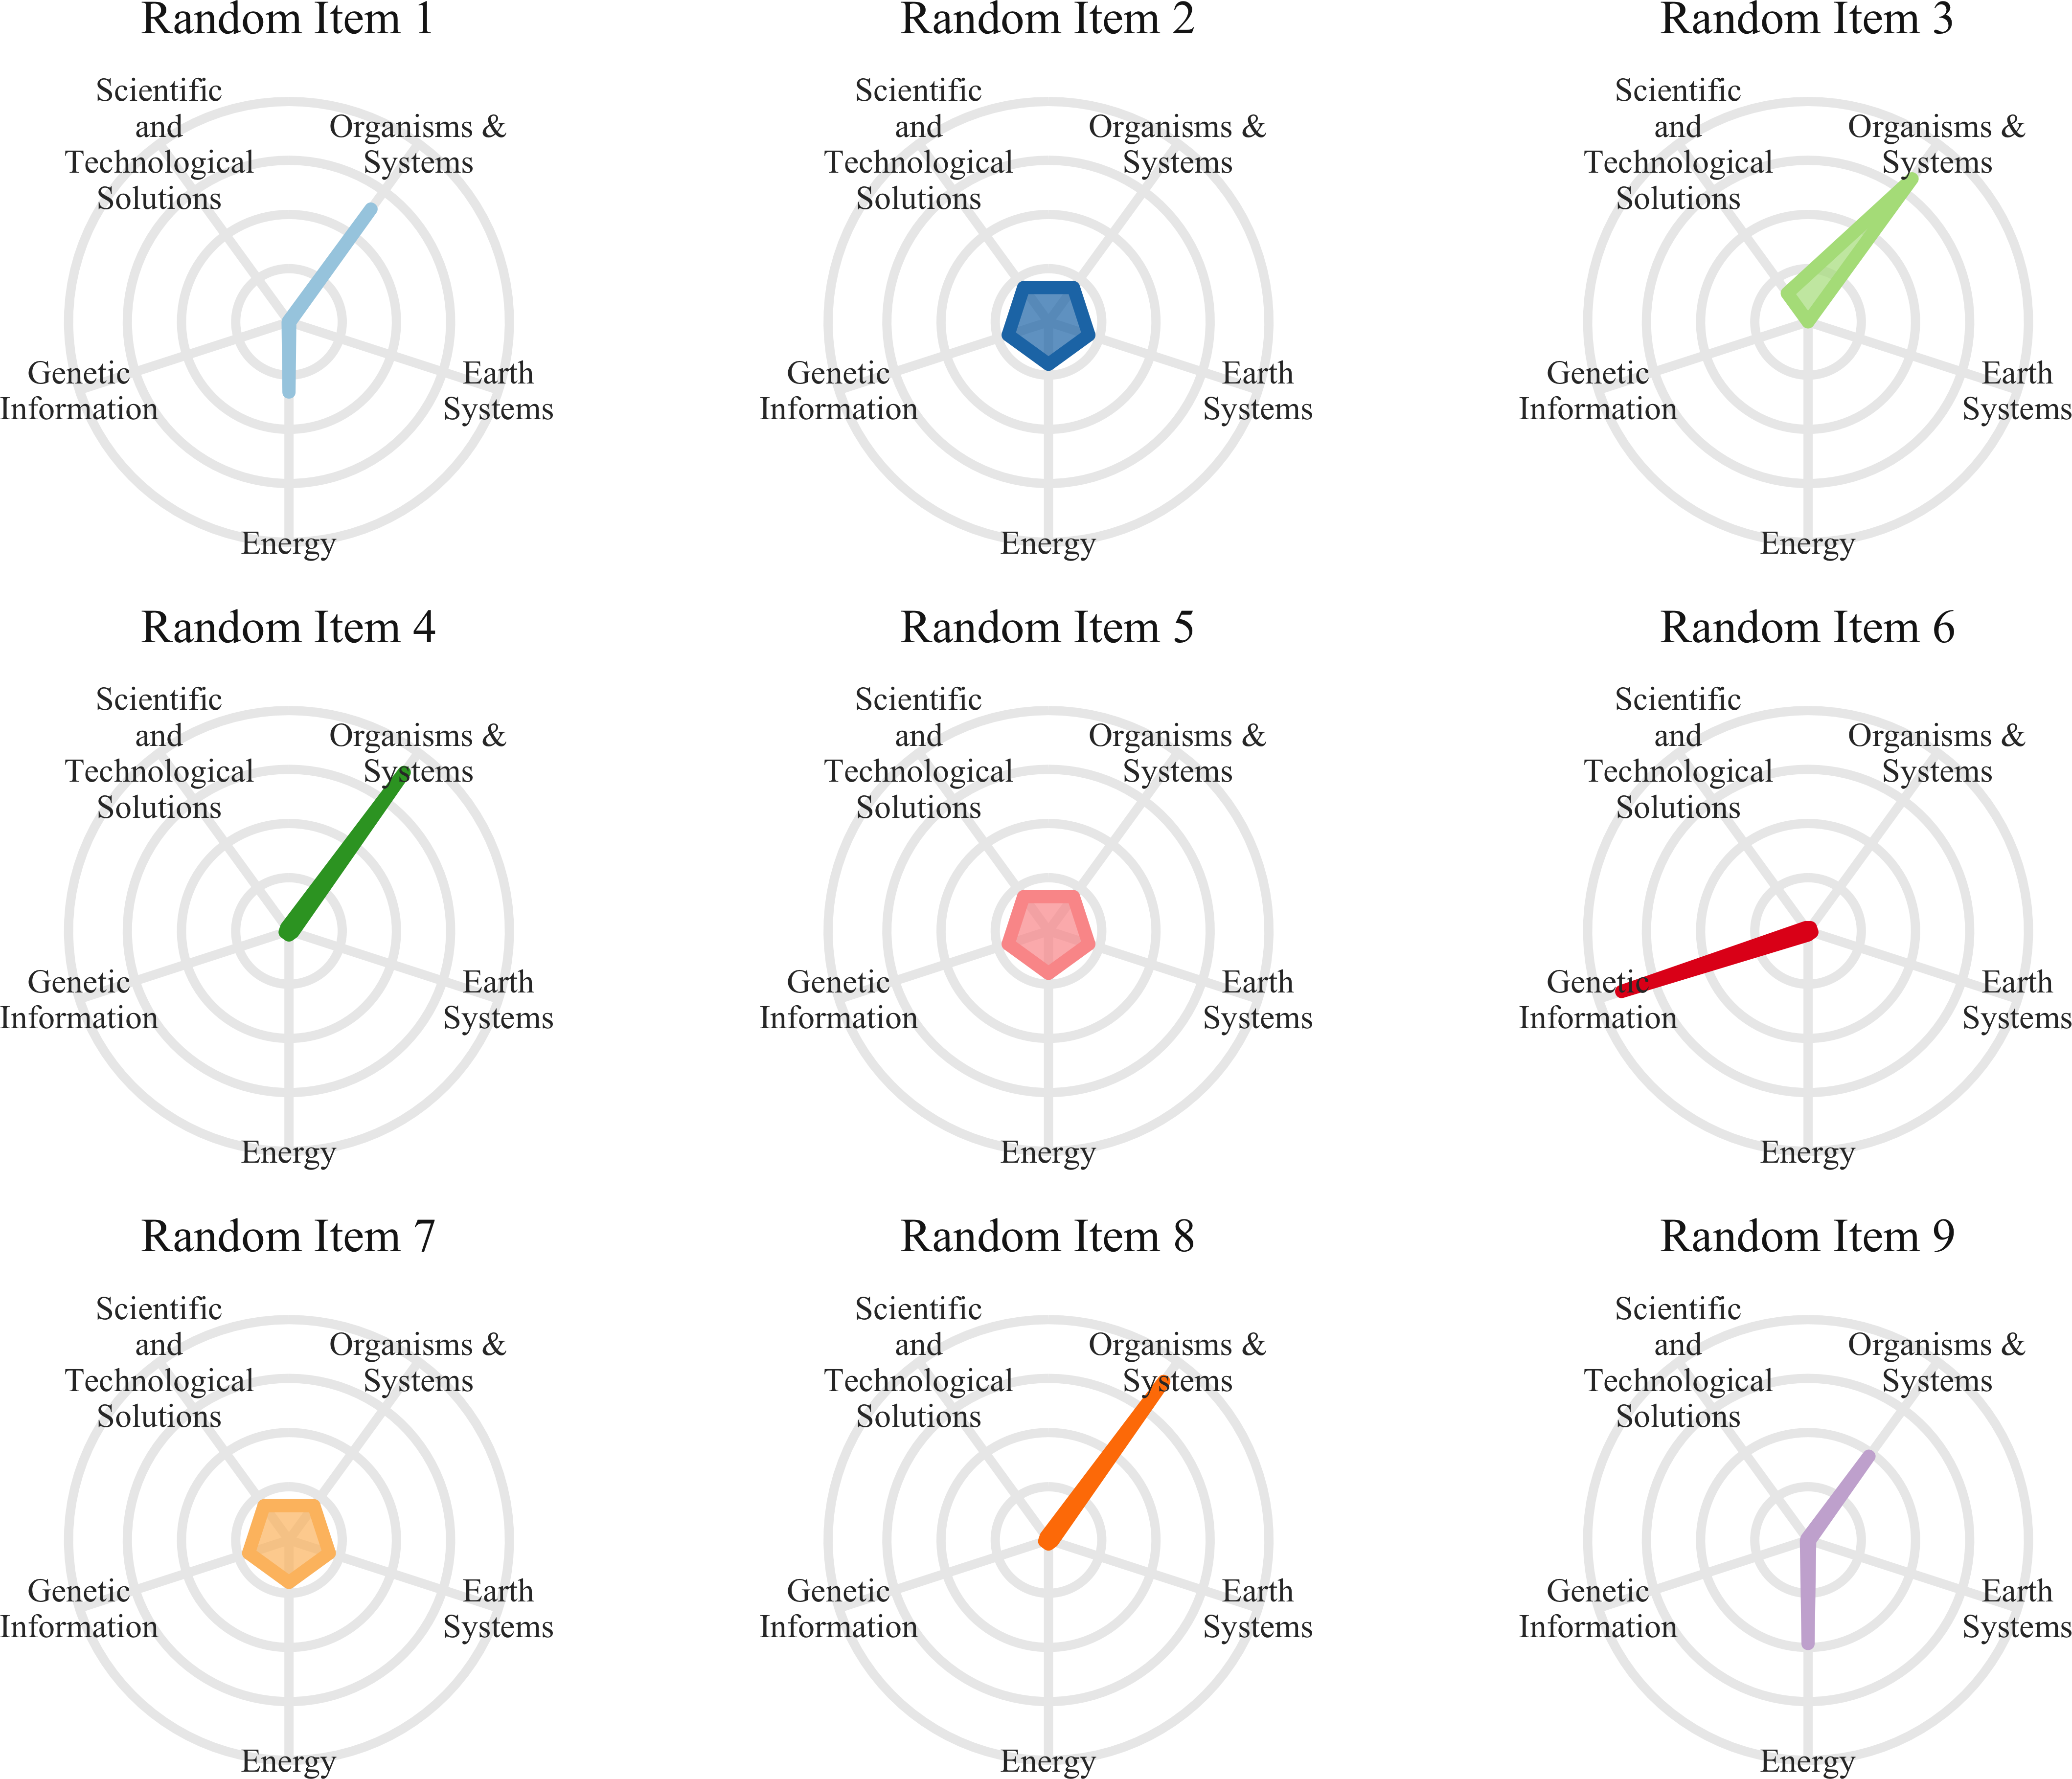 Random Item 1
Scientific
and
Technological
Solutions
Organisms &
Systems
Genetic
Information
Earth
Systems
Energy
Random Item 2
Scientific
and
Technological
Solutions
Organisms &
Systems
Genetic
Information
Earth
Systems
Energy
Random Item 3
Scientific
and
Technological
Solutions
Organisms &
Systems
Genetic
Information
Earth
Systems
Energy
Random Item 4
Scientific
and
Technological
Solutions
Organisms &
Systems
Genetic
Information
Earth
Systems
Energy
Random Item 5
Scientific
and
Technological
Solutions
Organisms &
Systems
Genetic
Information
Earth
Systems
Energy
Random Item 6
Scientific
and
Technological
Solutions
Organisms &
Systems
Genetic
Information
Earth
Systems
Energy
Random Item 7
Scientific
and
Technological
Solutions
Organisms &
Systems
Genetic
Information
Earth
Systems
Energy
Random Item 8
Scientific
and
Technological
Solutions
Organisms &
Systems
Genetic
Information
Earth
Systems
Energy
Random Item 9
Scientific
and
Technological
Solutions
Organisms &
Systems
Genetic
Information
Earth
Systems
Energy